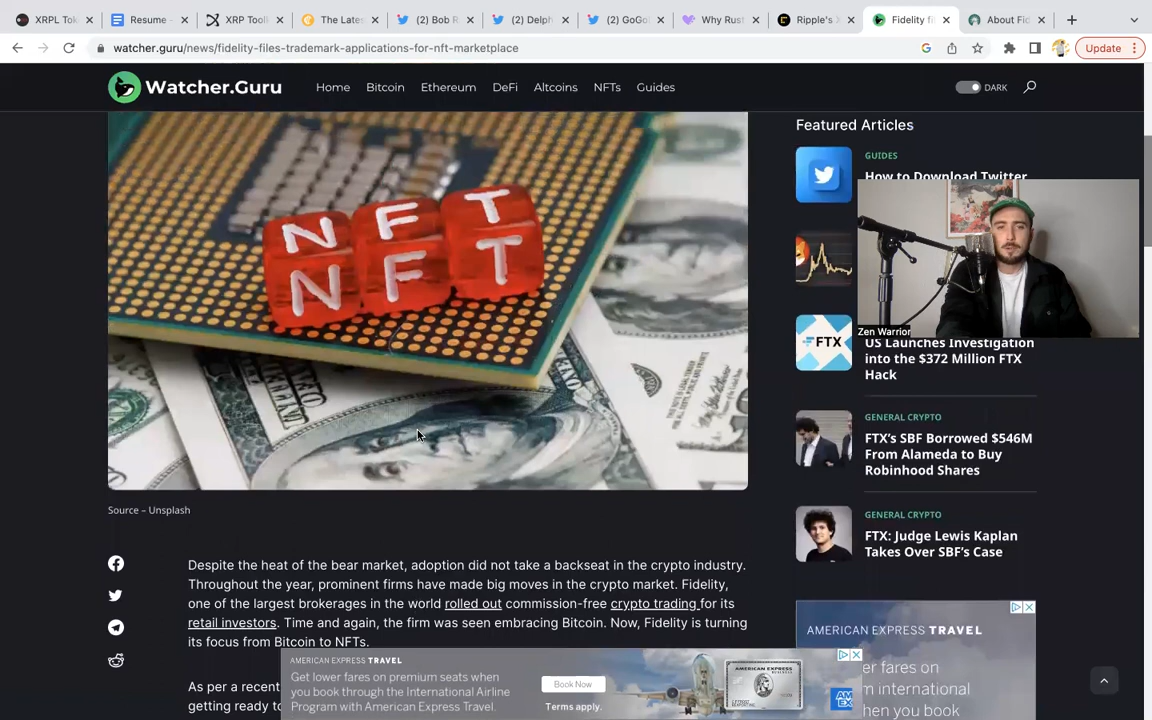 XRPL Tok
Resume -
XRP Tooll
The Lates
(2) Bob R
(2) Delph
(2) GoGo
Why Rus
Ripple's X
Fidelity fi
About Fid
watcher.guru/news/fidelity-files-trademark-applications-for-nft-marketplace
Update
Watcher.Guru
Home
Bitcoin
Ethereum
DeFi
Altcoins
NFTs
Guides
DARK
N F T
N F T
Source – Unsplash
Despite the heat of the bear market, adoption did not take a backseat in the crypto industry.
Throughout the year, prominent firms have made big moves in the crypto market. Fidelity,
one of the largest brokerages in the world rolled out commission-free crypto trading for its
retail investors. Time and again, the firm was seen embracing Bitcoin. Now, Fidelity is turning
its focus from Bitcoin to NFTs.
As per a recent
getting ready to
Featured Articles
GUIDES
How to Download Twitter
Zen Warrior
FTX
US Launches Investigation
into the $372 Million FTX
Hack
GENERAL CRYPTO
FTX's SBF Borrowed $546M
From Alameda to Buy
Robinhood Shares
GENERAL CRYPTO
FTX: Judge Lewis Kaplan
Takes Over SBF's Case
AMERICAN EXPRESS TRAVEL
er fares on
m international
hen you book
AMERICAN EXPRESS TRAVEL
Get lower fares on premium seats when
you book through the International Airline
Program with American Express Travel.
Book Now
Terms apply.